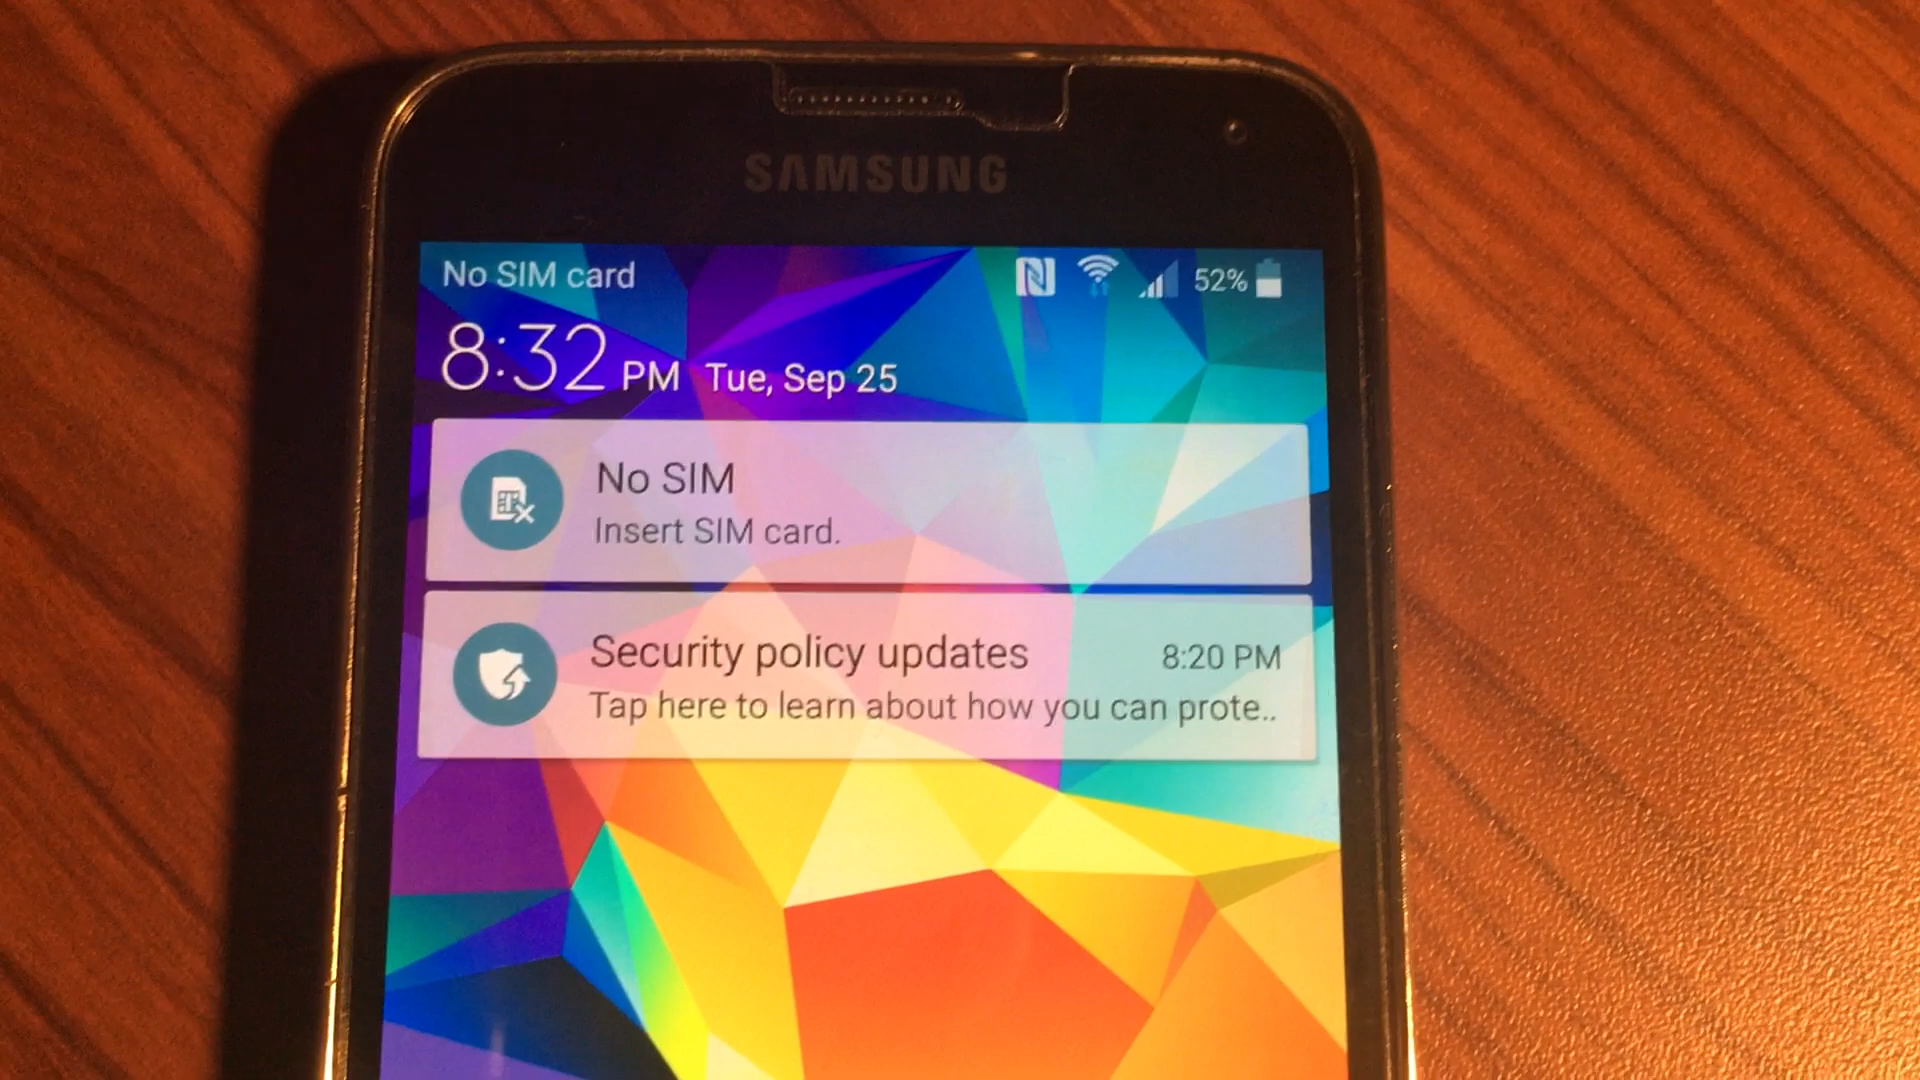 SAMSUNG
No SIM card
52%
8:32 PM Tue, Sep 25
No SIM
Insert SIM card.
Security policy updates 8:20 PM
Tap here to learn about how you can prote..